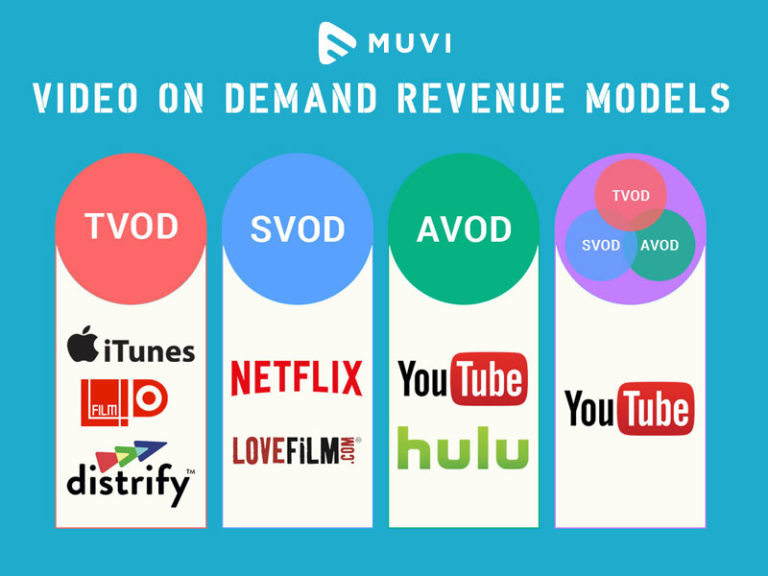 MUVI
VIDEO ON DEMAND REVENUE MODELS
TVOD
SVOD
AVOD
TVOD
SVOD
AVOD
iTunes
FILM
distrify™
NETFLIX
LOVEFiLM.COM®
YouTube
hulu
YouTube